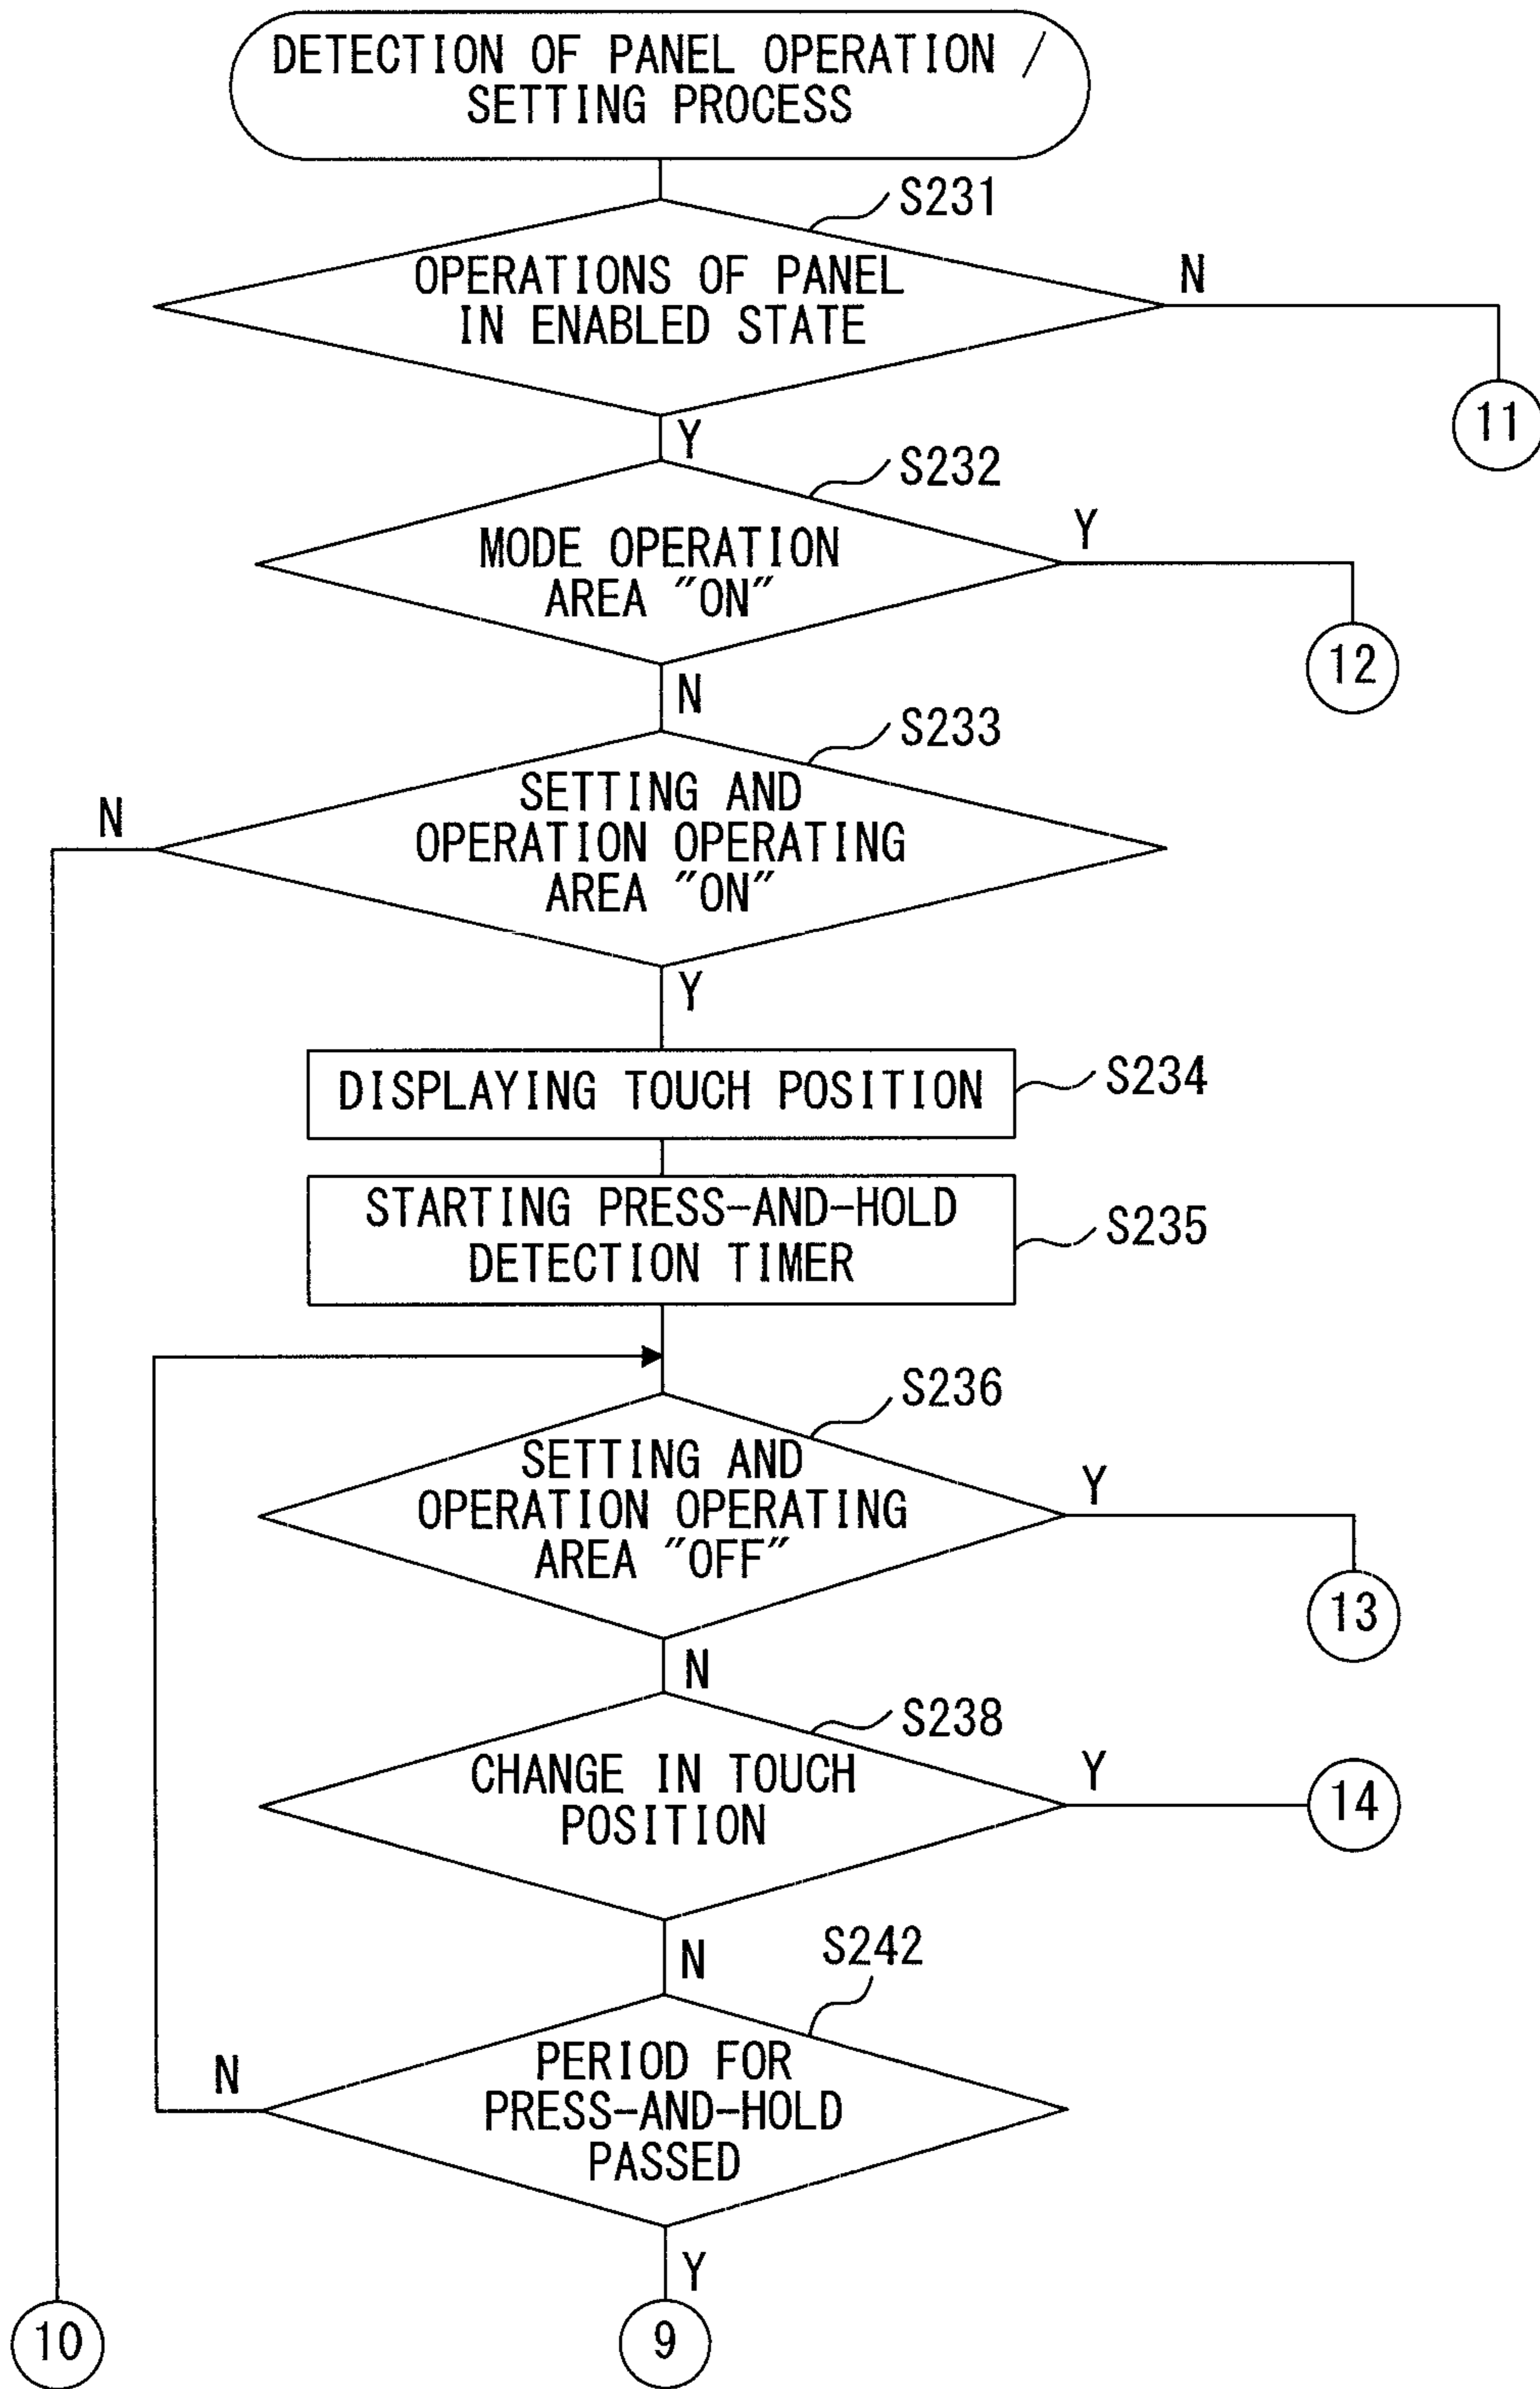 DETECTION OF PANEL OPERATION
SETTING PROCESS
S231
OPERATIONS OF PANEL
IN ENABLED STATE
N
11
Y
S232
MODE OPERATION
AREA "ON"
Y
12
N
S233
SETTING AND
OPERATION OPERATING
AREA "ON"
N
Y
DISPLAYING TOUCH POSITION
S234
STARTING PRESS-AND-HOLD
DETECTION TIMER
S235
S236
SETTING AND
OPERATION OPERATING
AREA "OFF"
Y
13
N
S238
CHANGE IN TOUCH
POSITION
Y
14
N
S242
PERIOD FOR
PRESS-AND-HOLD
PASSED
N
Y
10
9